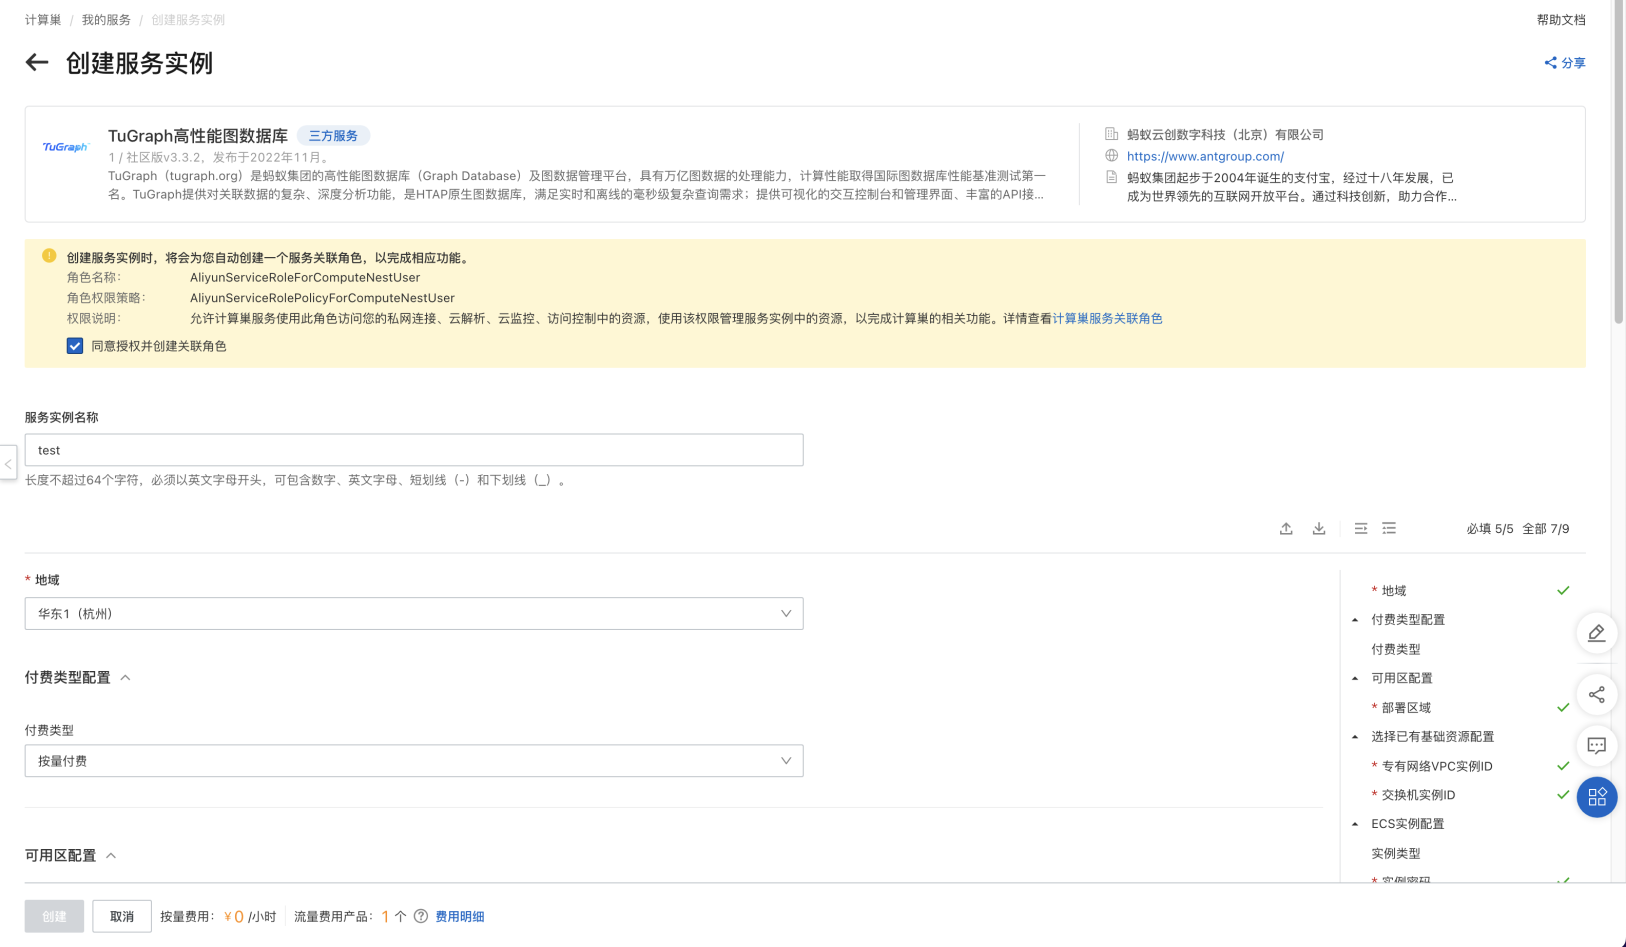 计算巢 / 我的服务 / 创建服务实例
帮助文档
创建服务实例
分享
TuGraph
TuGraph高性能图数据库 三方服务
1 / 社区版v3.3.2，发布于2022年11月。
TuGraph（tugraph.org）是蚂蚁集团的高性能图数据库（Graph Database）及图数据管理平台，具有万亿图数据的处理能力，计算性能取得国际图数据库性能基准测试第一
名。TuGraph提供对关联数据的复杂、深度分析功能，是HTAP原生图数据库，满足实时和离线的毫秒级复杂查询需求；提供可视化的交互控制台和管理界面、丰富的API接...
蚂蚁云创数字科技（北京）有限公司
https://www.antgroup.com/
蚂蚁集团起步于2004年诞生的支付宝，经过十八年发展，已
成为世界领先的互联网开放平台。通过科技创新，助力合作...
创建服务实例时，将会为您自动创建一个服务关联角色，以完成相应功能。
角色名称： AliyunServiceRoleForComputeNestUser
角色权限策略： AliyunServiceRolePolicyForComputeNestUser
权限说明： 允许计算巢服务使用此角色访问您的私网连接、云解析、云监控、访问控制中的资源，使用该权限管理服务实例中的资源，以完成计算巢的相关功能。详情查看计算巢服务关联角色
同意授权并创建关联角色
服务实例名称
test
长度不超过64个字符，必须以英文字母开头，可包含数字、英文字母、短划线（-）和下划线（_）。
必填 5/5 全部 7/9
* 地域
华东1（杭州）
付费类型配置
付费类型
按量付费
可用区配置
* 地域
付费类型配置
付费类型
可用区配置
* 部署区域
选择已有基础资源配置
* 专有网络VPC实例ID
* 交换机实例ID
ECS实例配置
实例类型
* 实例密码
创建 取消 按量费用： ¥0 /小时 流量费用产品： 1 个 ? 费用明细